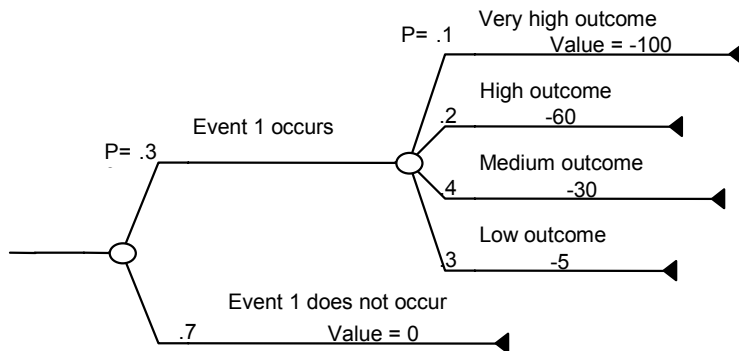 Very high outcome
P= .1
Value = -100
High outcome
.2
-60
Event 1 occurs
P= .3
Medium outcome
.4
-30
Low outcome
.3
-5
Event 1 does not occur
.7
Value = 0